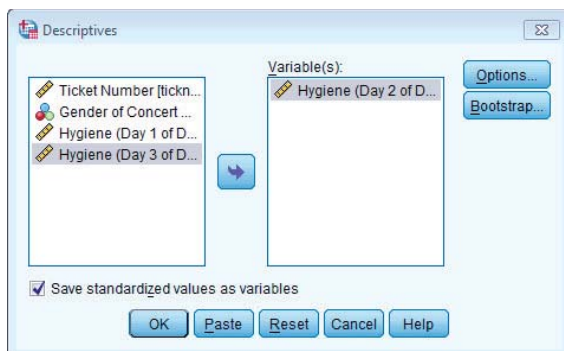 Descriptives
Ticket Number [tickn...
Gender of Concert ...
Hygiene (Day 1 of D...
Hygiene (Day 3 of D...
Variable(s):
Hygiene (Day 2 of D...
Options...
Bootstrap...
Save standardized values as variables
OK Paste Reset Cancel Help